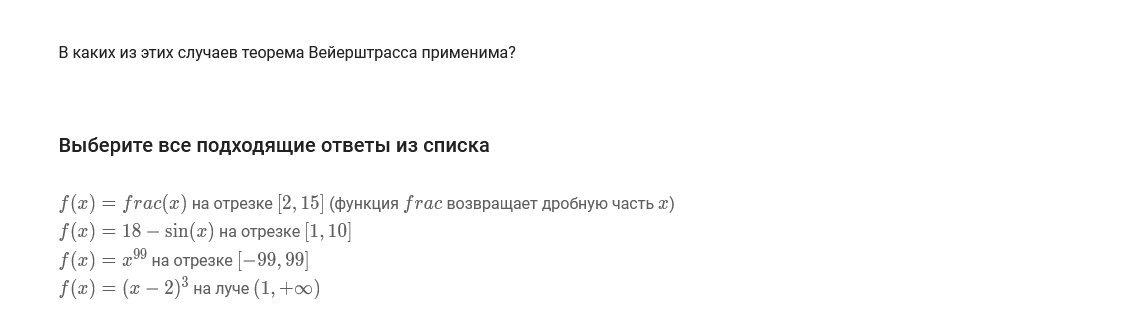 В каких из этих случаев теорема Вейерштрасса применима?
Выберите все подходящие ответы из списка
f(x) = frac(x) на отрезке [2, 15] (функция frac возвращает дробную часть x)
f(x) = 18 − sin(x) на отрезке [1, 10]
f(x) = x^{99} на отрезке [−99, 99]
f(x) = (x − 2)^3 на луче (1, +∞)